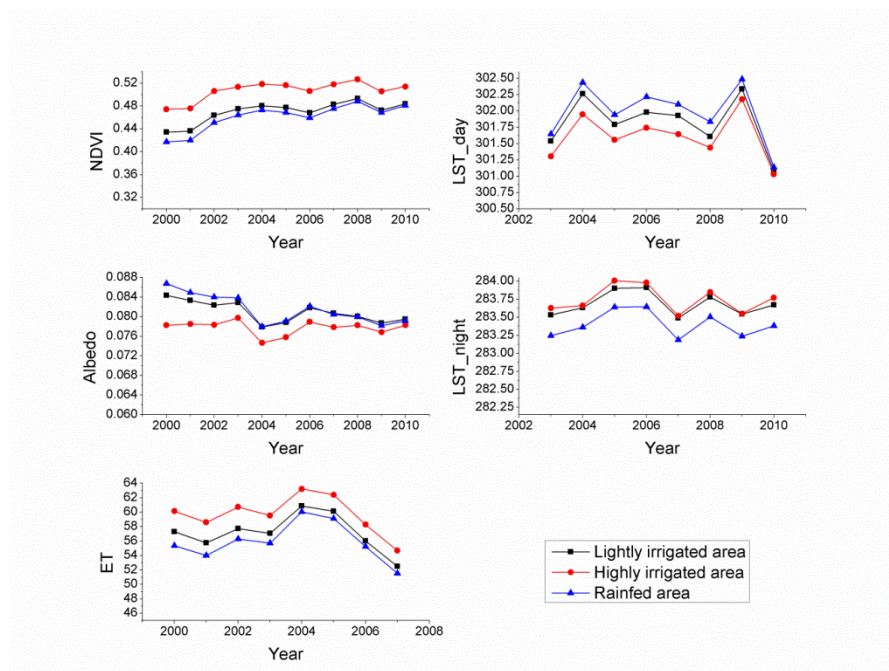 0.52
0.48
0.44
0.40
0.36
0.32
NDVI
2000 2002 2004 2006 2008 2010
Year
302.50
302.25
302.00
301.75
301.50
301.25
301.00
300.75
300.50
LST_day
2002 2004 2006 2008 2010
Year
0.088
0.084
0.080
0.076
0.072
0.068
0.064
0.060
Albedo
2000 2002 2004 2006 2008 2010
Year
284.00
283.75
283.50
283.25
283.00
282.75
282.50
282.25
LST_night
2002 2004 2006 2008 2010
Year
64
62
60
58
56
54
52
50
48
46
ET
2000 2002 2004 2006 2008
Year
Lightly irrigated area
Highly irrigated area
Rainfed area